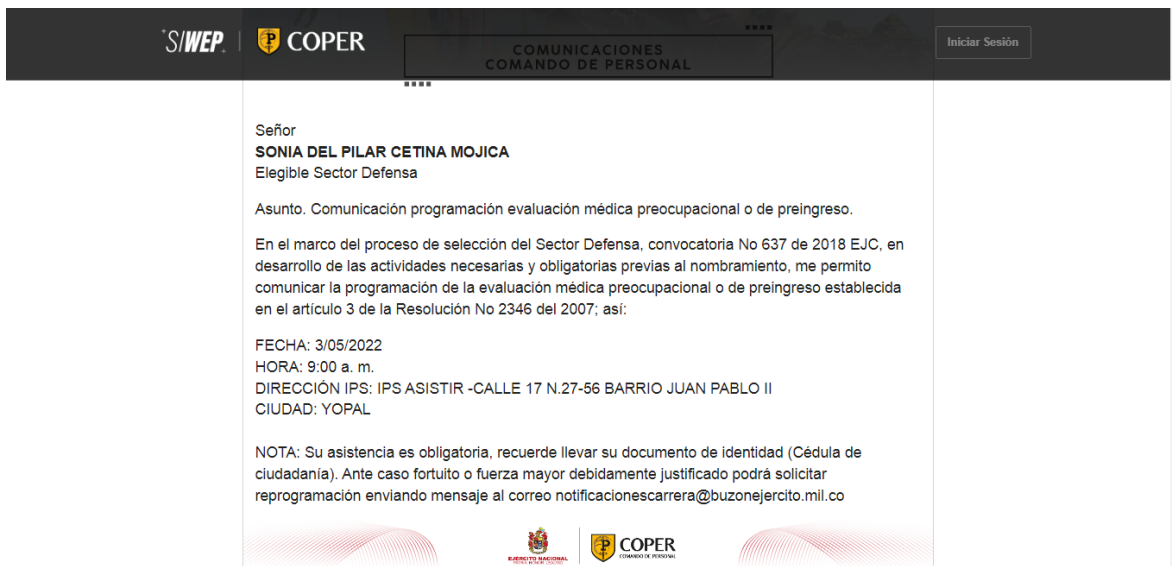 SIWEP.
COPER
COMUNICACIONES
COMANDO DE PERSONAL
Iniciar Sesión
Señor
SONIA DEL PILAR CETINA MOJICA
Elegible Sector Defensa
Asunto. Comunicación programación evaluación médica preocupacional o de preingreso.
En el marco del proceso de selección del Sector Defensa, convocatoria No 637 de 2018 EJC, en
desarrollo de las actividades necesarias y obligatorias previas al nombramiento, me permito
comunicar la programación de la evaluación médica preocupacional o de preingreso establecida
en el artículo 3 de la Resolución No 2346 del 2007; así:
FECHA: 3/05/2022
HORA: 9:00 a. m.
DIRECCIÓN IPS: IPS ASISTIR -CALLE 17 N.27-56 BARRIO JUAN PABLO II
CIUDAD: YOPAL
NOTA: Su asistencia es obligatoria, recuerde llevar su documento de identidad (Cédula de
ciudadanía). Ante caso fortuito o fuerza mayor debidamente justificado podrá solicitar
reprogramación enviando mensaje al correo notificacionescarrera@buzonejercito.mil.co
EJÉRCITO NACIONAL
PATRIA HONOR LEALTAD
COPER
COMANDO DE PERSONAL